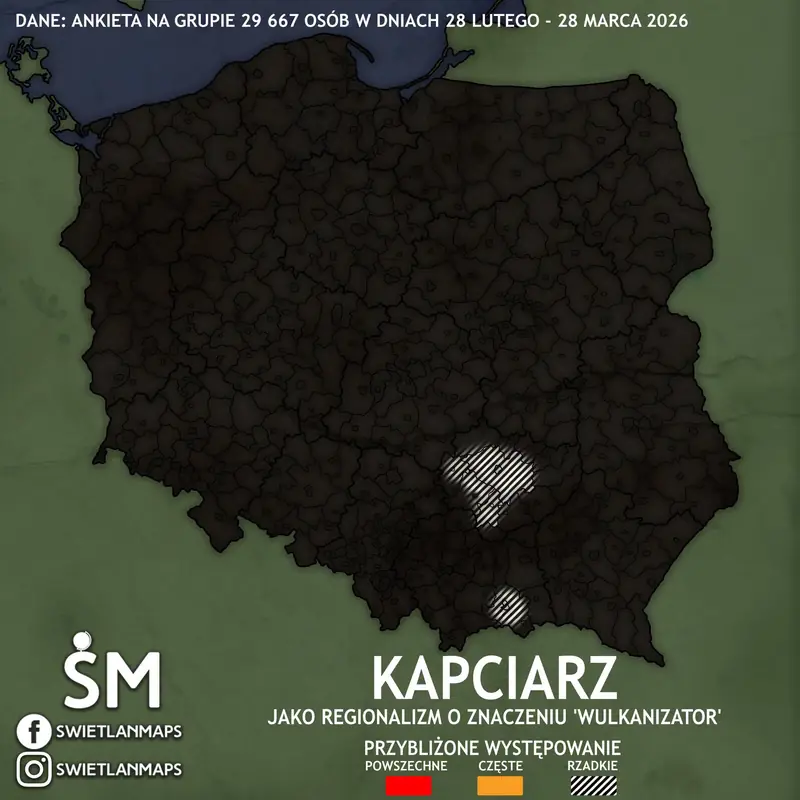 DANE: ANKIETA NA GRUPIE 29 667 OSÓB W DNIACH 28 LUTEGO - 28 MARCA 2026
ŚM
SWIETLANMAPS
SWIETLANMAPS
KAPCIARZ
JAKO REGIONALIZM O ZNACZENIU 'WULKANIZATOR'
PRZYBLIŻONE WYSTĘPOWANIE
POWSZECHNE CZĘSTE RZADKIE